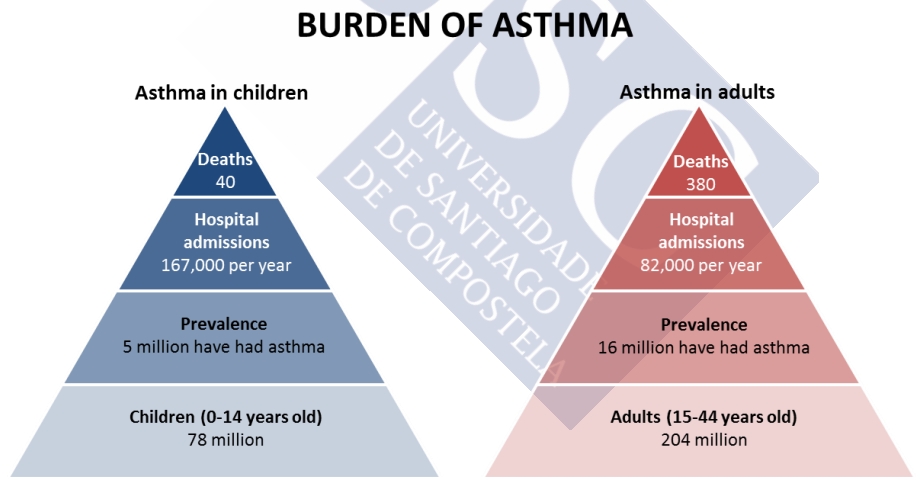 BURDEN OF ASTHMA
Asthma in children
Deaths
40
Hospital
admissions
167,000 per year
Prevalence
5 million have had asthma
Children (0-14 years old)
78 million
Asthma in adults
Deaths
380
Hospital
admissions
82,000 per year
Prevalence
16 million have had asthma
Adults (15-44 years old)
204 million
USC
UNIVERSIDADE
DE SANTIAGO
DE COMPOSTELA